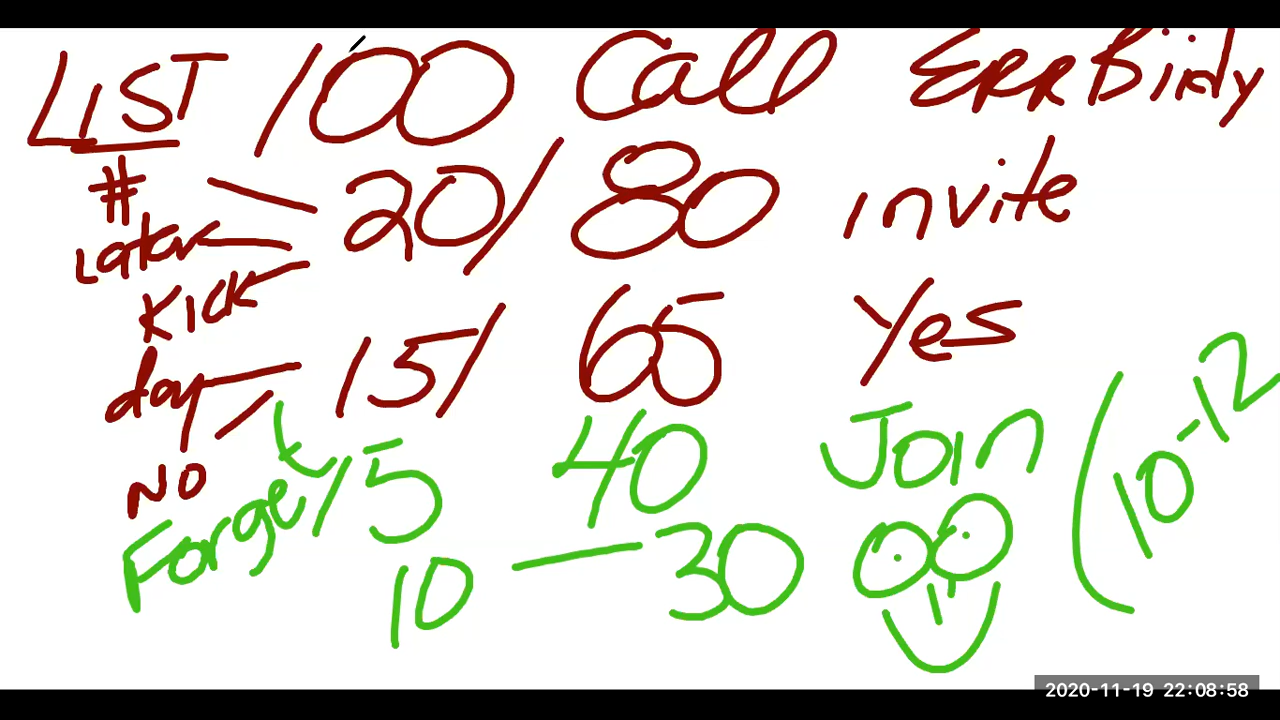 LIST 100 Call ERRBirdy
# 20/ 80 invite
Later
Kick
day 15/ 65 Yes
NO
Forget 15 40 Join (10-12
10 — 30
2020-11-19 22:08:58